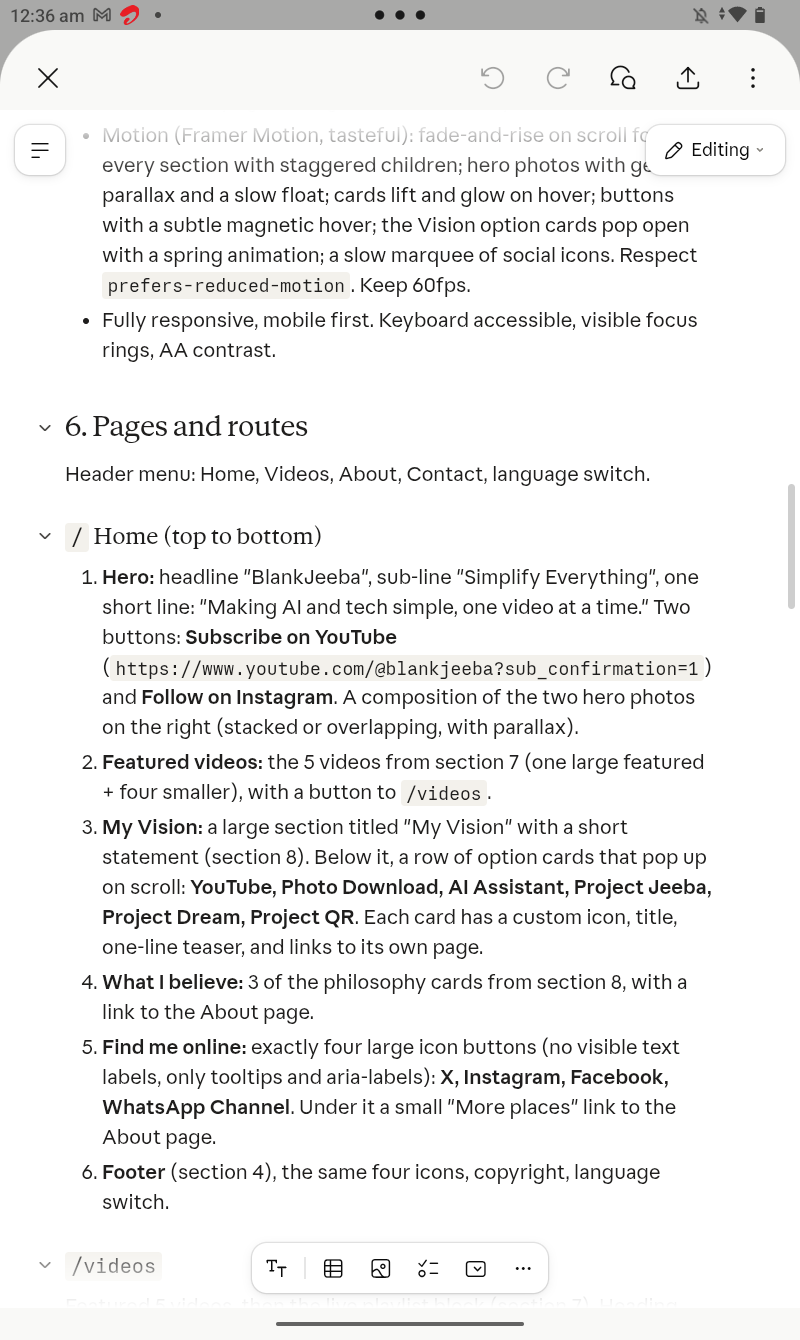 12:36 am
Editing
• Motion (Framer Motion, tasteful): fade-and-rise on scroll fo
every section with staggered children; hero photos with ge
parallax and a slow float; cards lift and glow on hover; buttons
with a subtle magnetic hover; the Vision option cards pop open
with a spring animation; a slow marquee of social icons. Respect
prefers-reduced-motion. Keep 60fps.
• Fully responsive, mobile first. Keyboard accessible, visible focus
rings, AA contrast.
6. Pages and routes
Header menu: Home, Videos, About, Contact, language switch.
/ Home (top to bottom)
1. Hero: headline "BlankJeeba", sub-line "Simplify Everything", one
short line: "Making AI and tech simple, one video at a time." Two
buttons: Subscribe on YouTube
(https://www.youtube.com/@blankjeeba?sub_confirmation=1)
and Follow on Instagram. A composition of the two hero photos
on the right (stacked or overlapping, with parallax).
2. Featured videos: the 5 videos from section 7 (one large featured
+ four smaller), with a button to /videos.
3. My Vision: a large section titled "My Vision" with a short
statement (section 8). Below it, a row of option cards that pop up
on scroll: YouTube, Photo Download, AI Assistant, Project Jeeba,
Project Dream, Project QR. Each card has a custom icon, title,
one-line teaser, and links to its own page.
4. What I believe: 3 of the philosophy cards from section 8, with a
link to the About page.
5. Find me online: exactly four large icon buttons (no visible text
labels, only tooltips and aria-labels): X, Instagram, Facebook,
WhatsApp Channel. Under it a small "More places" link to the
About page.
6. Footer (section 4), the same four icons, copyright, language
switch.
/videos